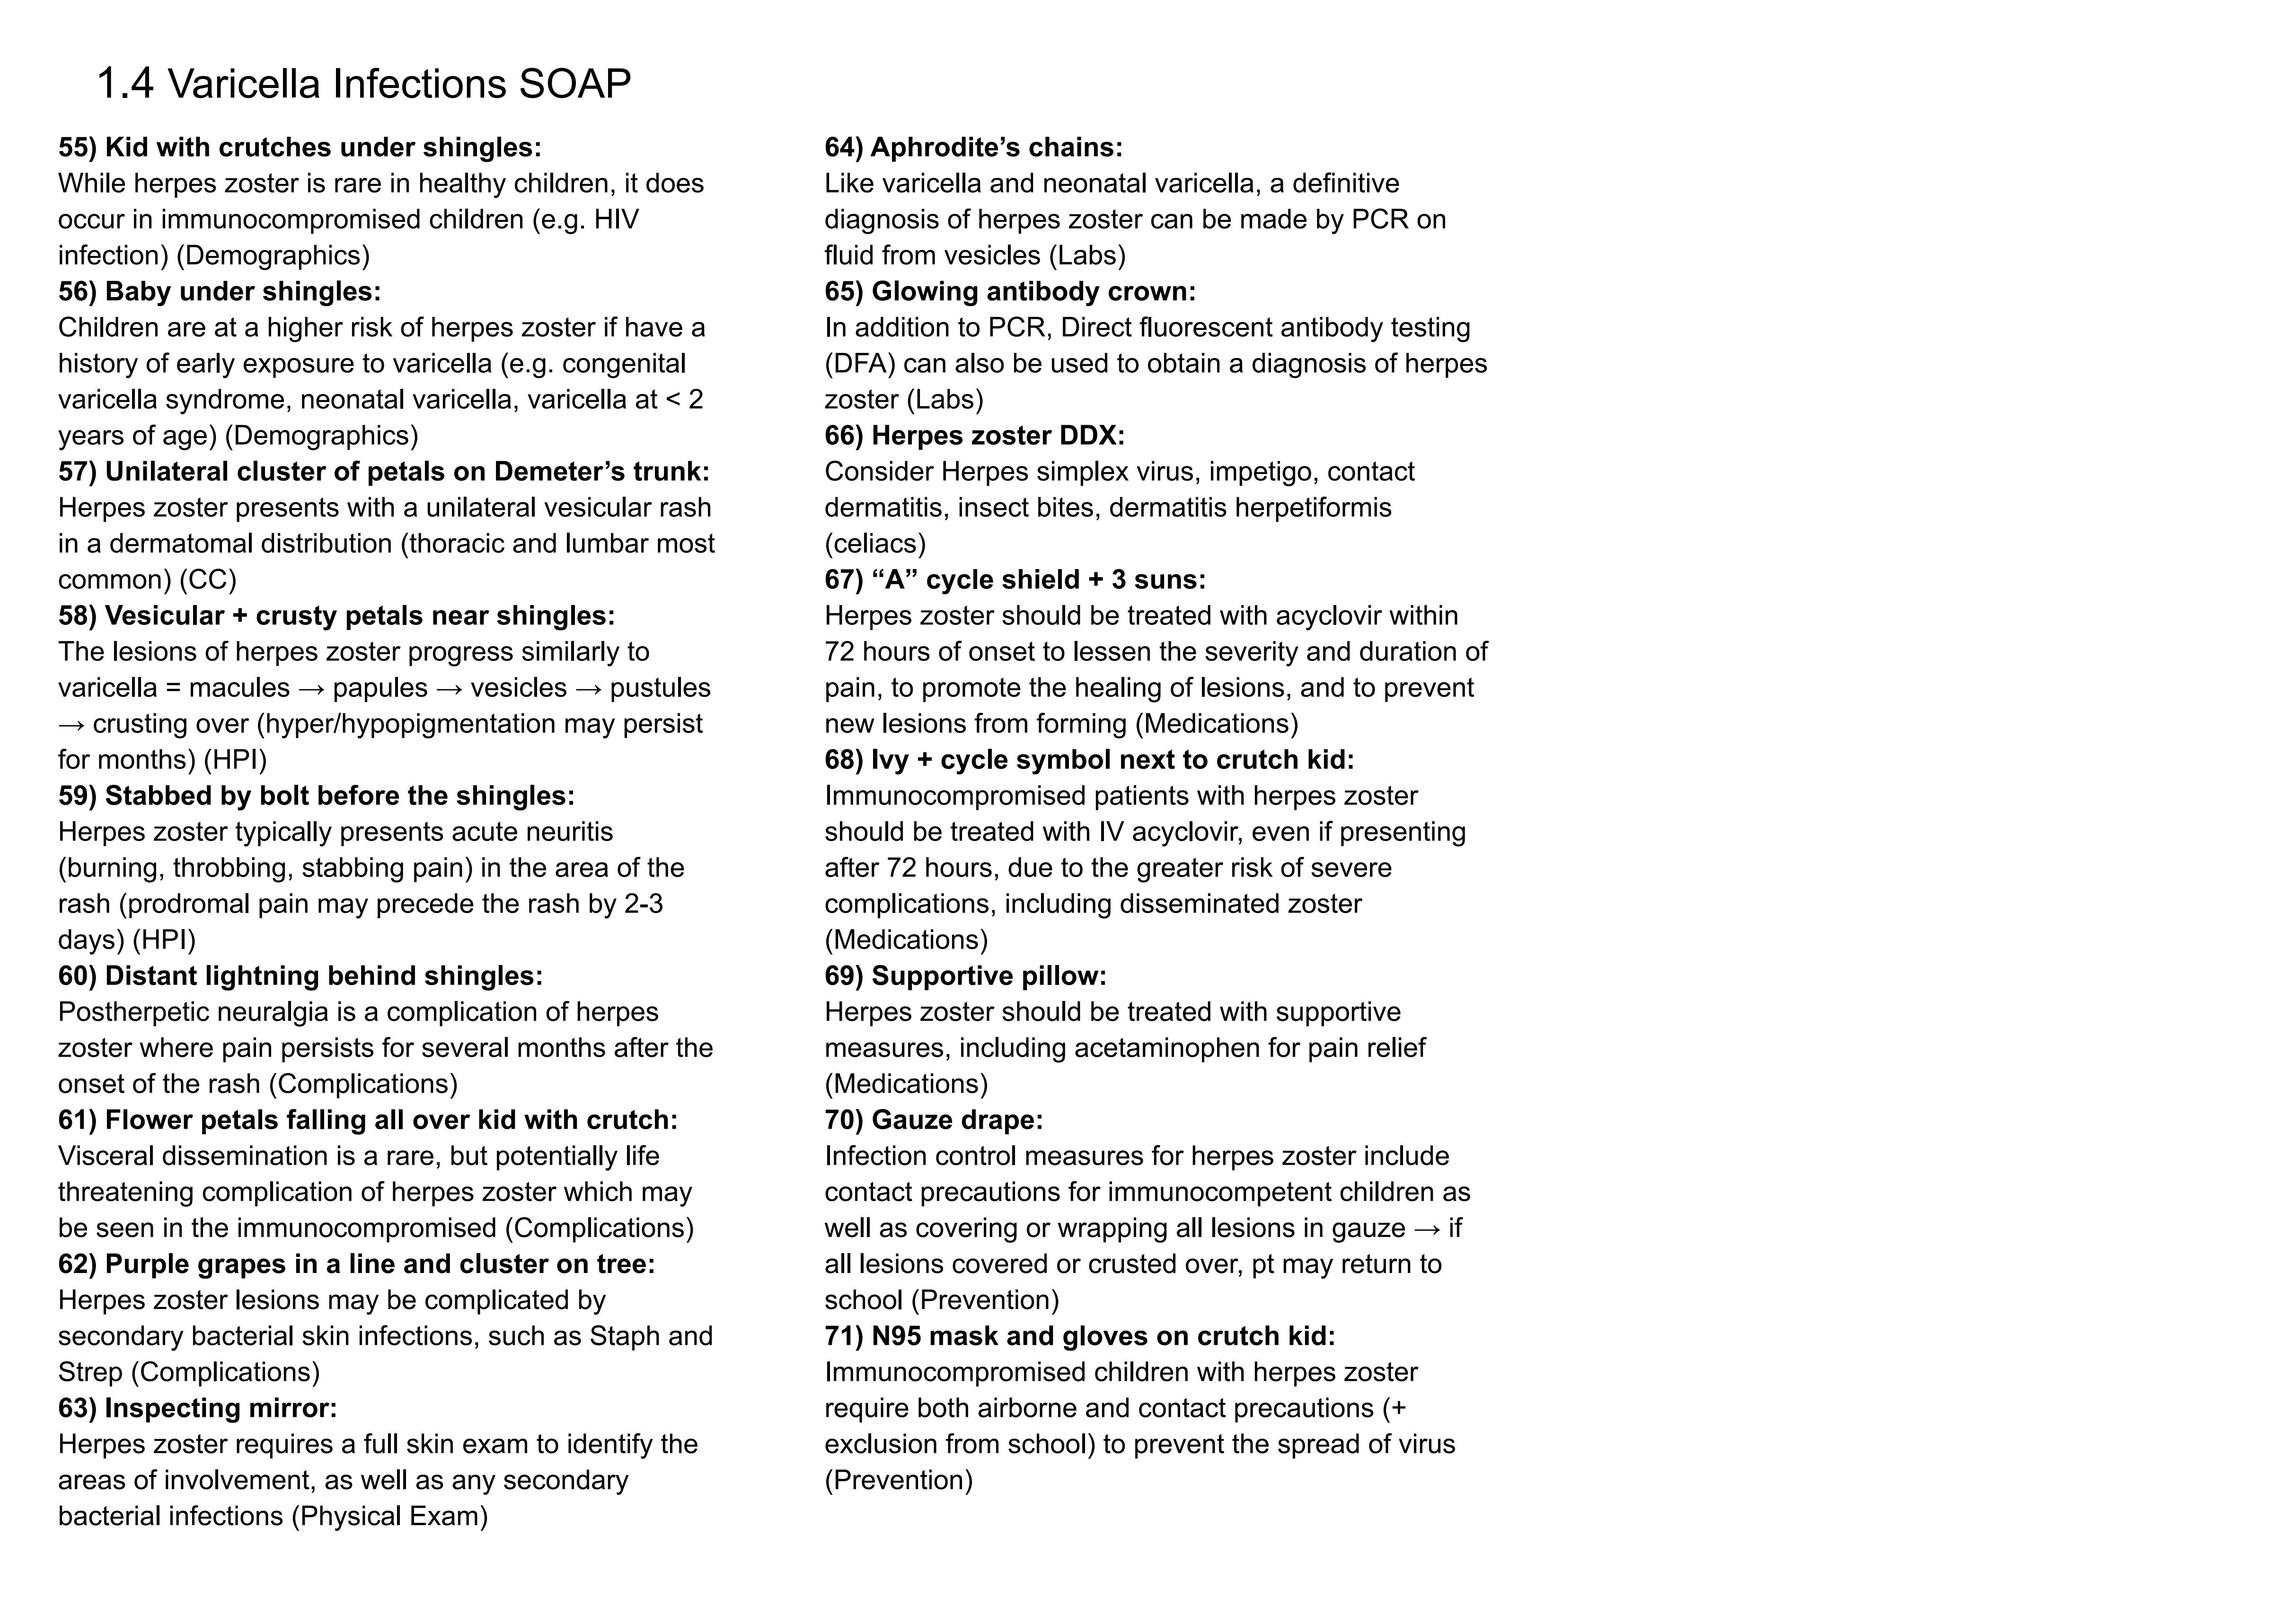 1.4 Varicella Infections SOAP
55) Kid with crutches under shingles:
While herpes zoster is rare in healthy children, it does
occur in immunocompromised children (e.g. HIV
infection) (Demographics)
56) Baby under shingles:
Children are at a higher risk of herpes zoster if have a
history of early exposure to varicella (e.g. congenital
varicella syndrome, neonatal varicella, varicella at < 2
years of age) (Demographics)
57) Unilateral cluster of petals on Demeter’s trunk:
Herpes zoster presents with a unilateral vesicular rash
in a dermatomal distribution (thoracic and lumbar most
common) (CC)
58) Vesicular + crusty petals near shingles:
The lesions of herpes zoster progress similarly to
varicella = macules → papules → vesicles → pustules
→ crusting over (hyper/hypopigmentation may persist
for months) (HPI)
59) Stabbed by bolt before the shingles:
Herpes zoster typically presents acute neuritis
(burning, throbbing, stabbing pain) in the area of the
rash (prodromal pain may precede the rash by 2-3
days) (HPI)
60) Distant lightning behind shingles:
Postherpetic neuralgia is a complication of herpes
zoster where pain persists for several months after the
onset of the rash (Complications)
61) Flower petals falling all over kid with crutch:
Visceral dissemination is a rare, but potentially life
threatening complication of herpes zoster which may
be seen in the immunocompromised (Complications)
62) Purple grapes in a line and cluster on tree:
Herpes zoster lesions may be complicated by
secondary bacterial skin infections, such as Staph and
Strep (Complications)
63) Inspecting mirror:
Herpes zoster requires a full skin exam to identify the
areas of involvement, as well as any secondary
bacterial infections (Physical Exam)
64) Aphrodite’s chains:
Like varicella and neonatal varicella, a definitive
diagnosis of herpes zoster can be made by PCR on
fluid from vesicles (Labs)
65) Glowing antibody crown:
In addition to PCR, Direct fluorescent antibody testing
(DFA) can also be used to obtain a diagnosis of herpes
zoster (Labs)
66) Herpes zoster DDX:
Consider Herpes simplex virus, impetigo, contact
dermatitis, insect bites, dermatitis herpetiformis
(celiacs)
67) “A” cycle shield + 3 suns:
Herpes zoster should be treated with acyclovir within
72 hours of onset to lessen the severity and duration of
pain, to promote the healing of lesions, and to prevent
new lesions from forming (Medications)
68) Ivy + cycle symbol next to crutch kid:
Immunocompromised patients with herpes zoster
should be treated with IV acyclovir, even if presenting
after 72 hours, due to the greater risk of severe
complications, including disseminated zoster
(Medications)
69) Supportive pillow:
Herpes zoster should be treated with supportive
measures, including acetaminophen for pain relief
(Medications)
70) Gauze drape:
Infection control measures for herpes zoster include
contact precautions for immunocompetent children as
well as covering or wrapping all lesions in gauze → if
all lesions covered or crusted over, pt may return to
school (Prevention)
71) N95 mask and gloves on crutch kid:
Immunocompromised children with herpes zoster
require both airborne and contact precautions (+
exclusion from school) to prevent the spread of virus
(Prevention)